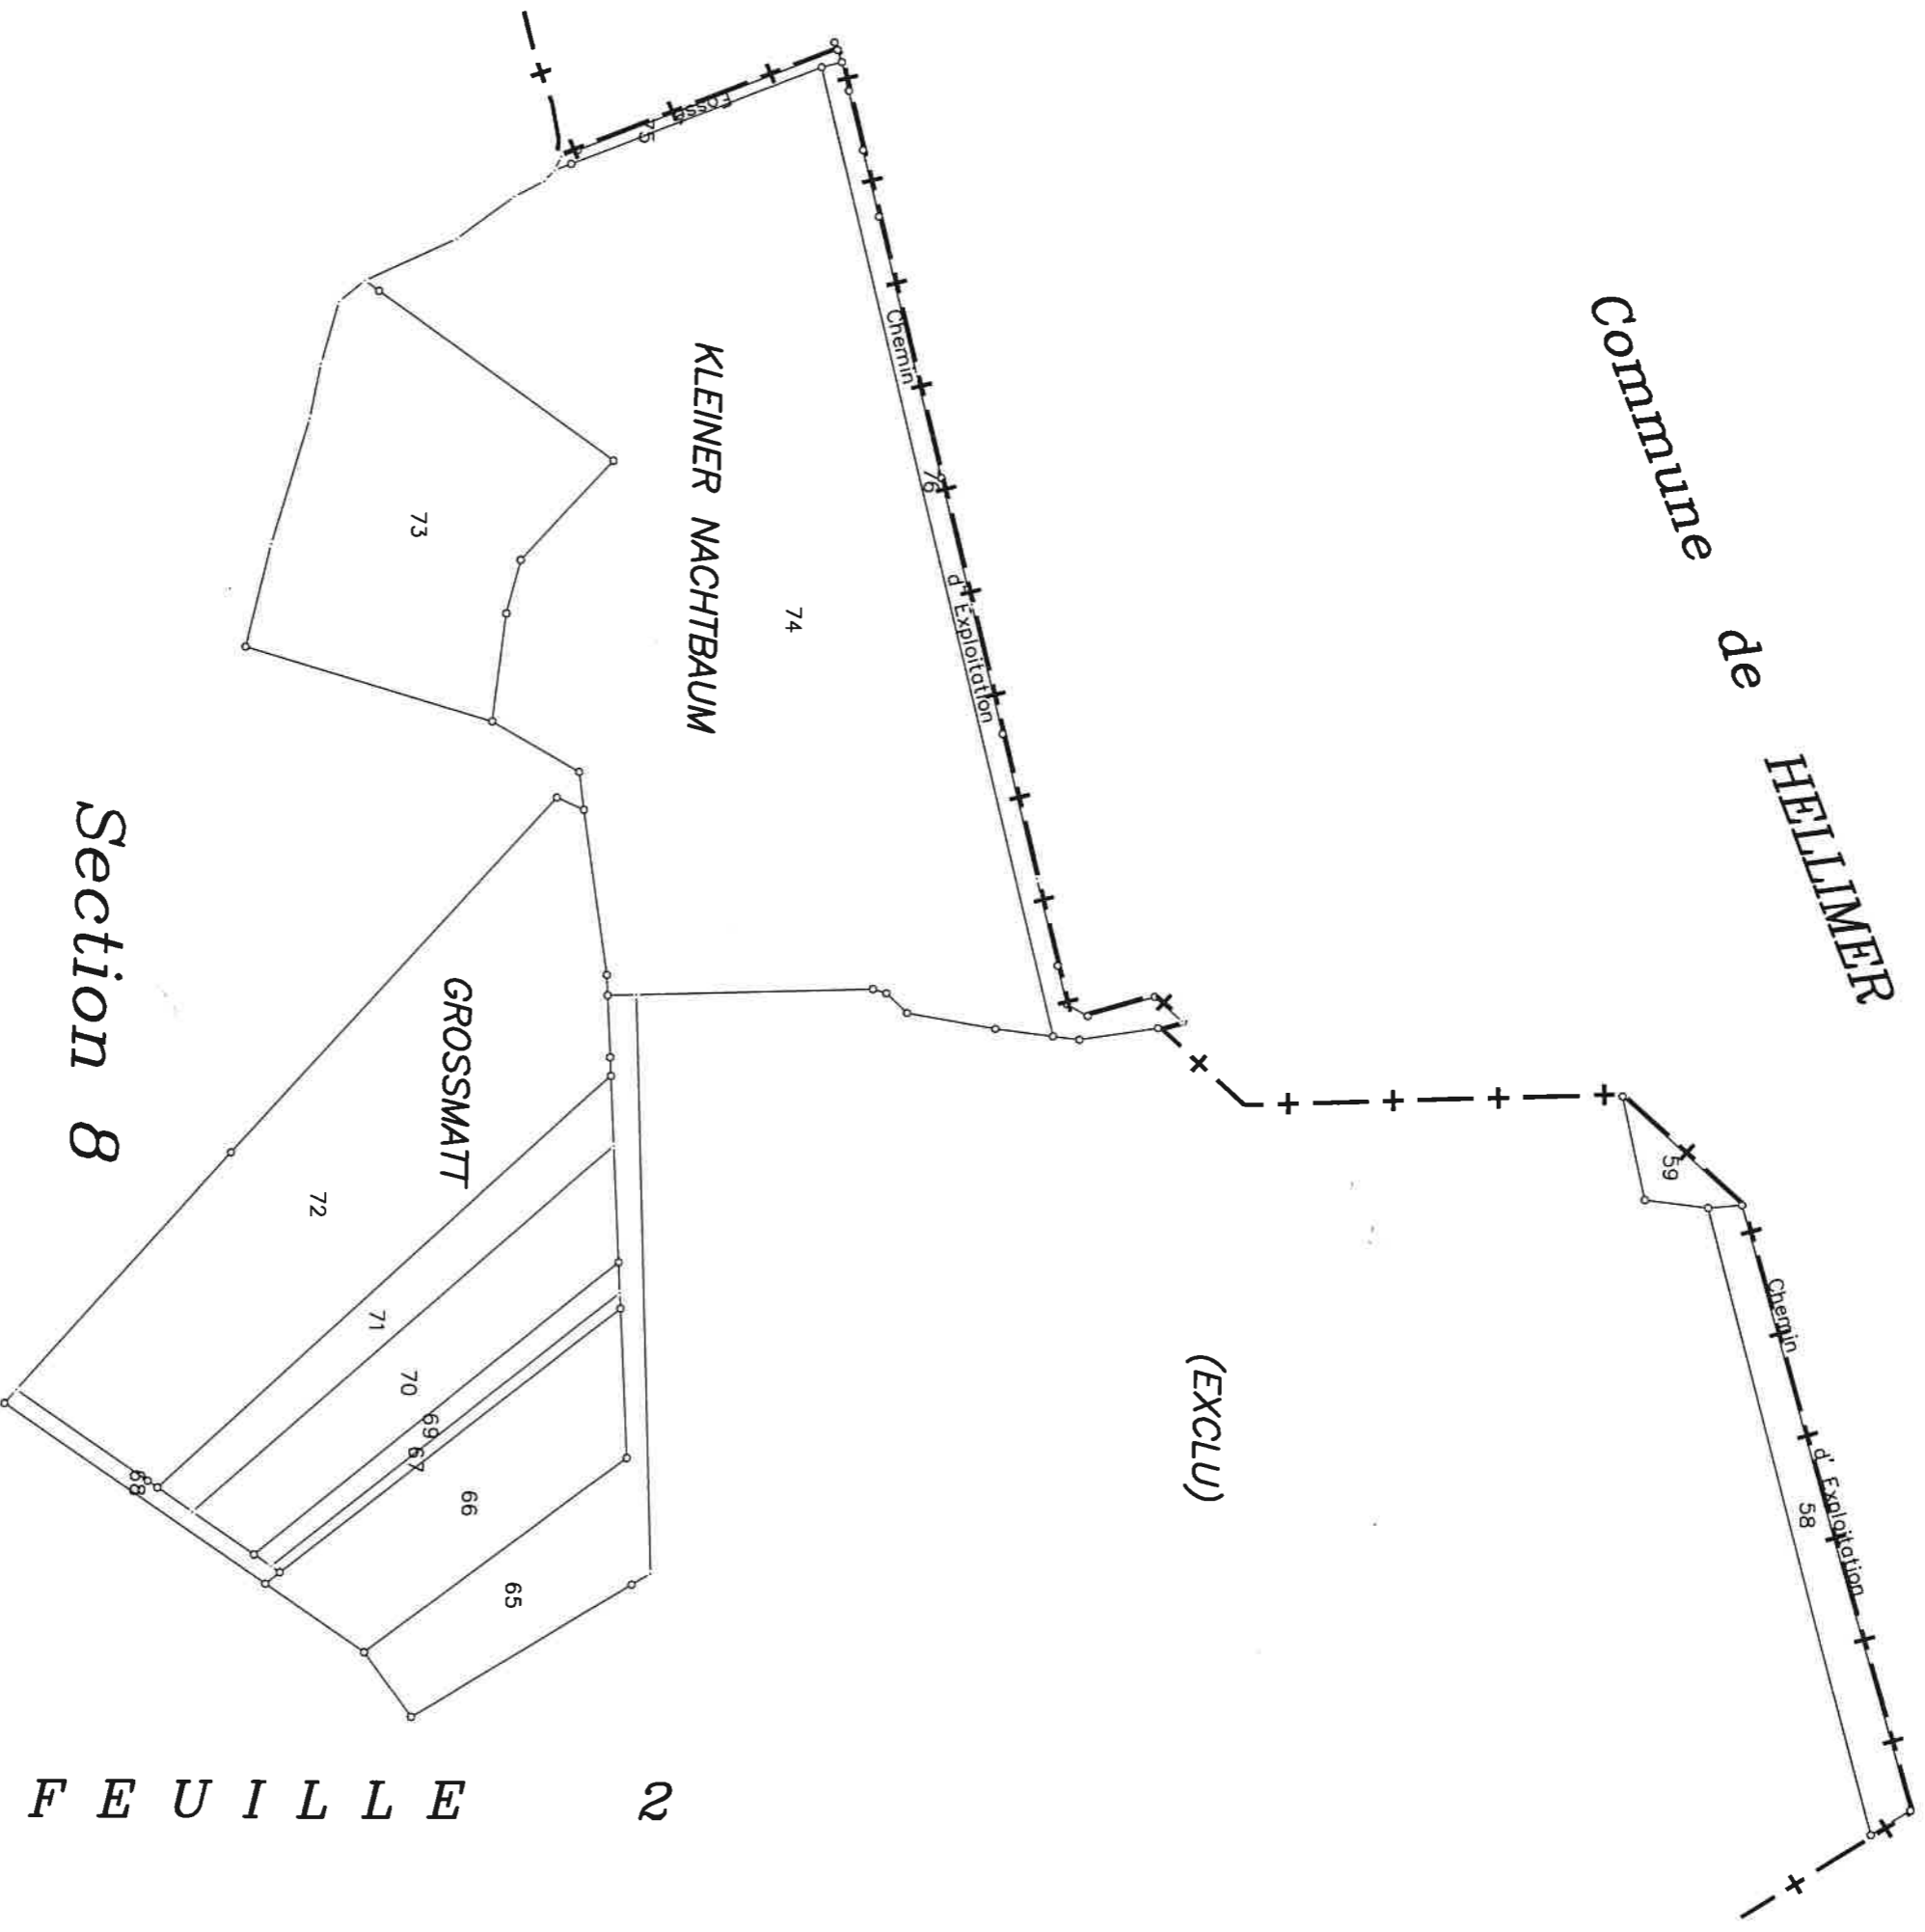 Commune de HELLIMER
Chemin d' Exploitation
58
59
(EXCLU)
Fossé
75
Chemin d' Exploitation
76
74
KLEINER NACHTBAUM
73
GROSSMATT
72
71
70
69
67
66
65
68
Section 8
FEUILLE 2